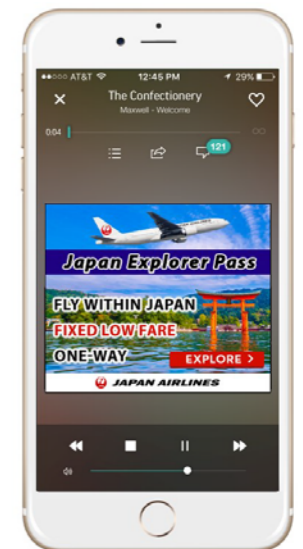 AT&T 12:45 PM 29%
The Confectionery
Maxwell - Welcome
0:04
121
Japan Explorer Pass
FLY WITHIN JAPAN
FIXED LOW FARE
ONE-WAY
EXPLORE >
JAPAN AIRLINES